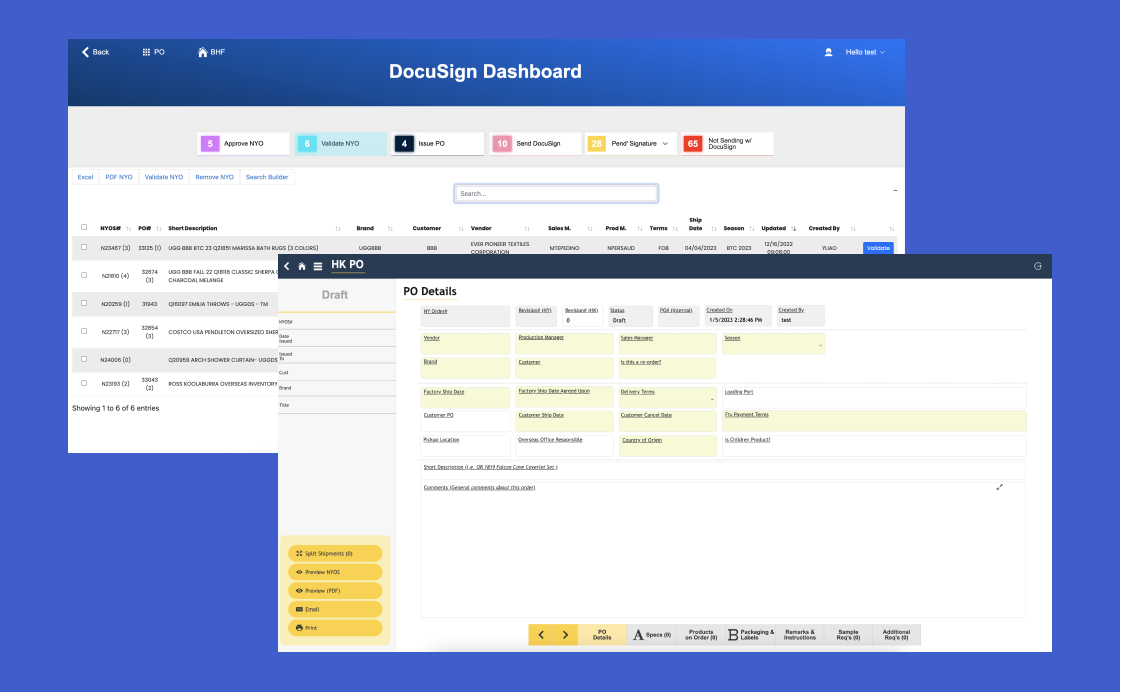 Back
PO
BHF
Hello test
DocuSign Dashboard
5 Approve NYO
6 Validate NYO
4 Issue PO
10 Send DocuSign
28 Pend' Signature
65 Not Sending w/
DocuSign
Excel PDF NYO Validate NYO Remove NYO Search Builder
Search...
NYOS# PO# Short Description Brand Customer Vendor Sales M. Prod M. Terms Ship
Date Season Updated Created By
N23467 (3) 33125 (1) UGG BBB BTC 23 Q21851 MARISSA BATH RUGS (3 COLORS) UGGBBB BBB EVER PIONEER TEXTILES
CORPORATION MTEPEDINO NPERSAUD FOB 04/04/2023 BTC 2023 12/16/2022
09:06:00 YLIAO Validate
N21810 (4) 32674
(3) UGG BBB FALL 22 Q18118 CLASSIC SHERPA
CHARCOAL MELANGE
N20259 (1) 31943 Q16097 EMILIA THROWS - UGGDS - TM
N22717 (3) 32654
(3) COSTCO USA PENDLETON OVERSIZED
N24006 (0) Q20959 ARCH SHOWER CURTAIN- UGGDS
N23193 (2) 33043
(2) ROSS KOOLABURRA OVERSEAS INVENTORY
Showing 1 to 6 of 6 entries
HK PO
Draft
NYOS#
Date
Issued
Issued
To
Cust
Brand
Title
Split Shipments (0)
Preview NYOS
Preview (PDF)
Email
Print
PO Details
NY Order# Revision# (NY) Revision# (HK) Status PO# (Internal) Created On Created By
0 Draft 1/5/2023 2:28:46 PM test
Vendor Production Manager Sales Manager Season
Brand Customer Is this a re-order?
Factory Ship Date Factory Ship Date Agreed Upon Delivery Terms Loading Port
Customer PO Customer Ship Date Customer Cancel Date Fty Payment Terms
Pickup Location Overseas Office Responsible Country of Origin Is Children Product?
Short Description (i.e. QB 1819 Falcon Cove Coverlet Set )
Comments (General comments about this order)
PO
Details
A Specs (0)
Products
on Order (0)
B Packaging &
Labels
Remarks &
Instructions
Sample
Req's (0)
Additional
Req's (0)